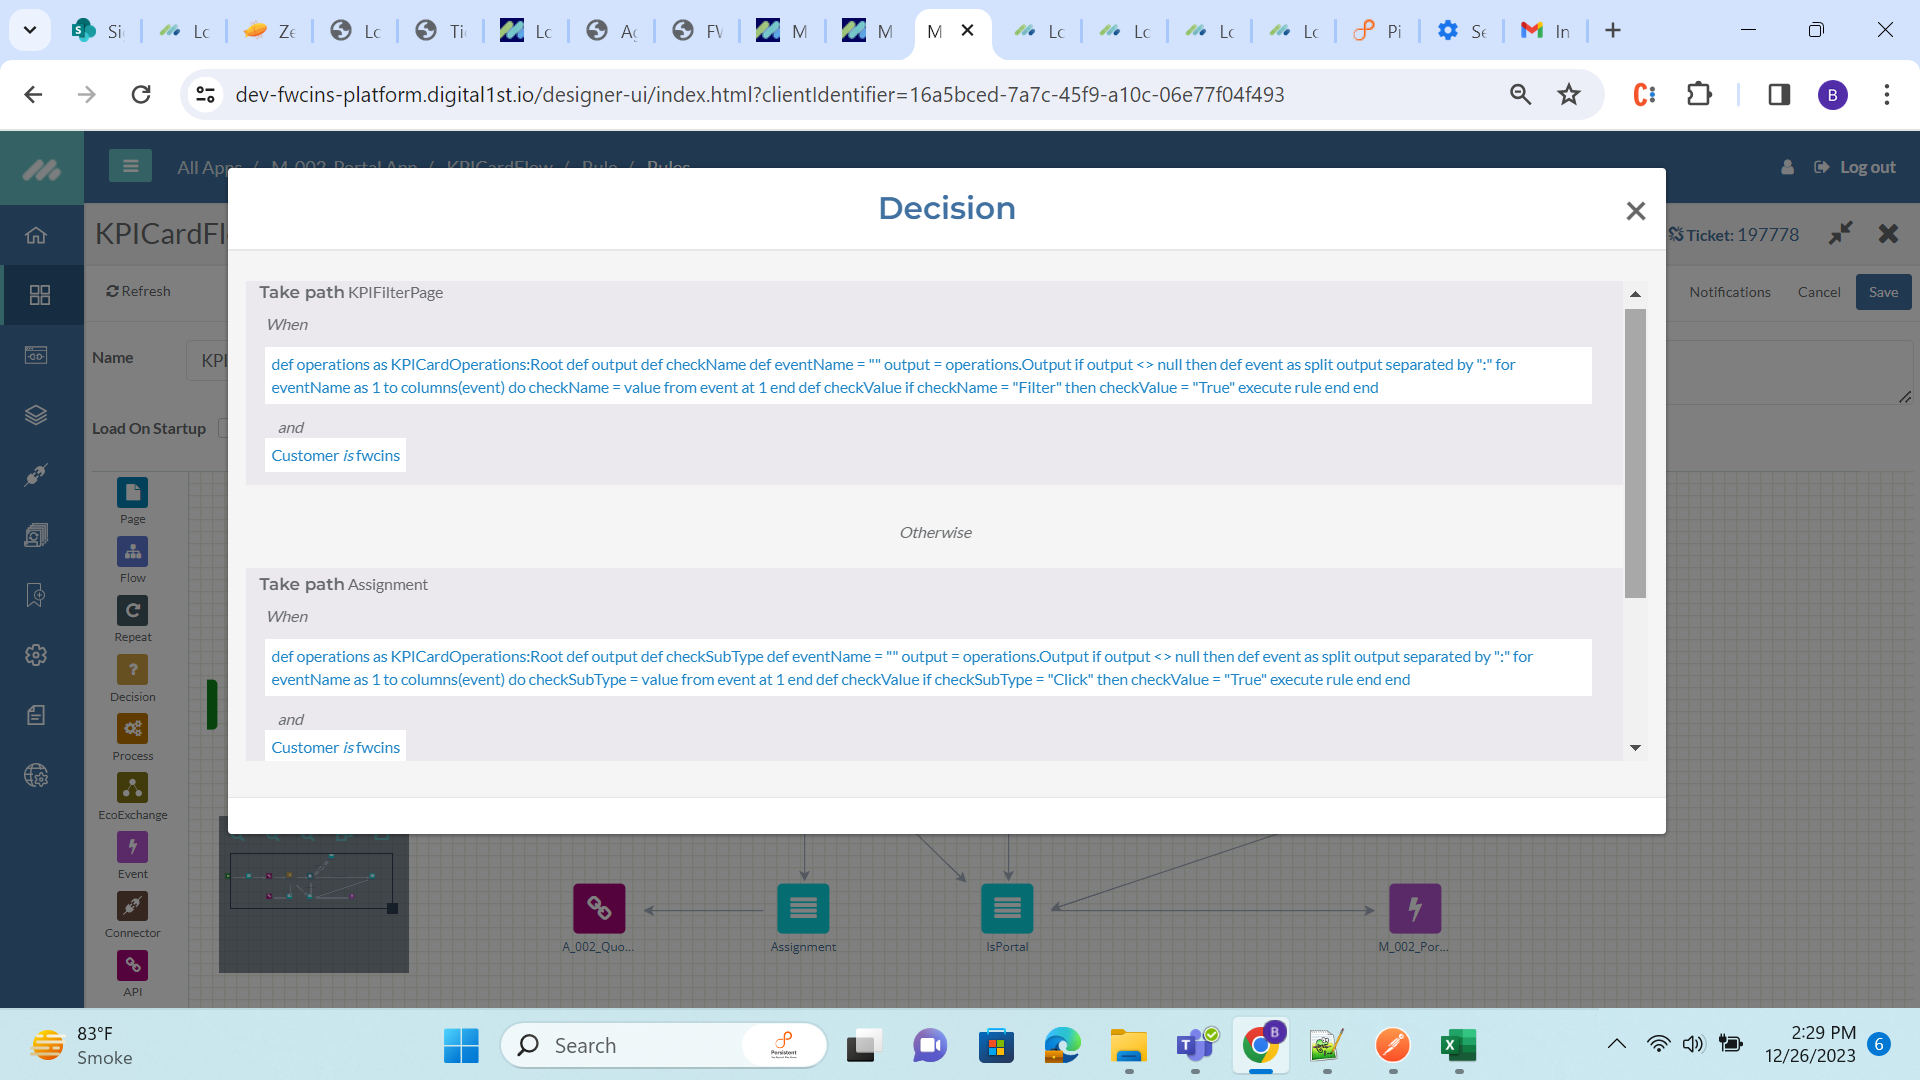 Si
Lo
Ze
Lo
Ti
Lo
Ag
FW
M
M
M
Lo
Lo
Lo
Lo
Pi
Se
In
dev-fwcins-platform.digital1st.io/designer-ui/index.html?clientIdentifier=16a5bced-7a7c-45f9-a10c-06e77f04f493
B
All Apps / M_002_Portal App / KPICardFlow / Rule / Rules
Log out
Decision
KPICardFl
Ticket: 197778
Refresh
Notifications
Cancel
Save
Name
KPI
Load On Startup
Take path KPIFilterPage
When
def operations as KPICardOperations:Root def output def checkName def eventName = "" output = operations.Output if output <> null then def event as split output separated by ":" for
eventName as 1 to columns(event) do checkName = value from event at 1 end def checkValue if checkName = "Filter" then checkValue = "True" execute rule end end
and
Customer is fwcins
Otherwise
Take path Assignment
When
def operations as KPICardOperations:Root def output def checkSubType def eventName = "" output = operations.Output if output <> null then def event as split output separated by ":" for
eventName as 1 to columns(event) do checkSubType = value from event at 1 end def checkValue if checkSubType = "Click" then checkValue = "True" execute rule end end
and
Customer is fwcins
Page
Flow
Repeat
Decision
Process
EcoExchange
Event
Connector
API
A_002_Quo...
Assignment
IsPortal
M_002_Por...
83°F
Smoke
Search
Persistent
B
2:29 PM
12/26/2023
6